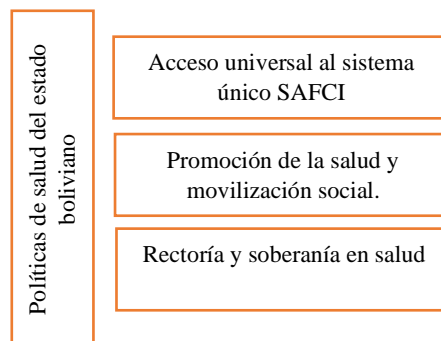 Políticas de salud del estado
boliviano
Acceso universal al sistema
único SAFCI
Promoción de la salud y
movilización social.
Rectoría y soberanía en salud